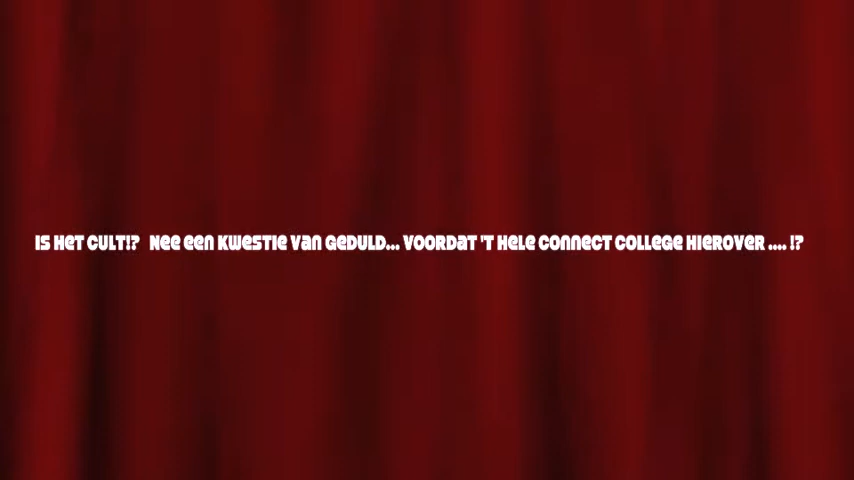 Is het CULT!? Nee een kwestie van geduld... voordat 't hele Connect College hierover .... !?